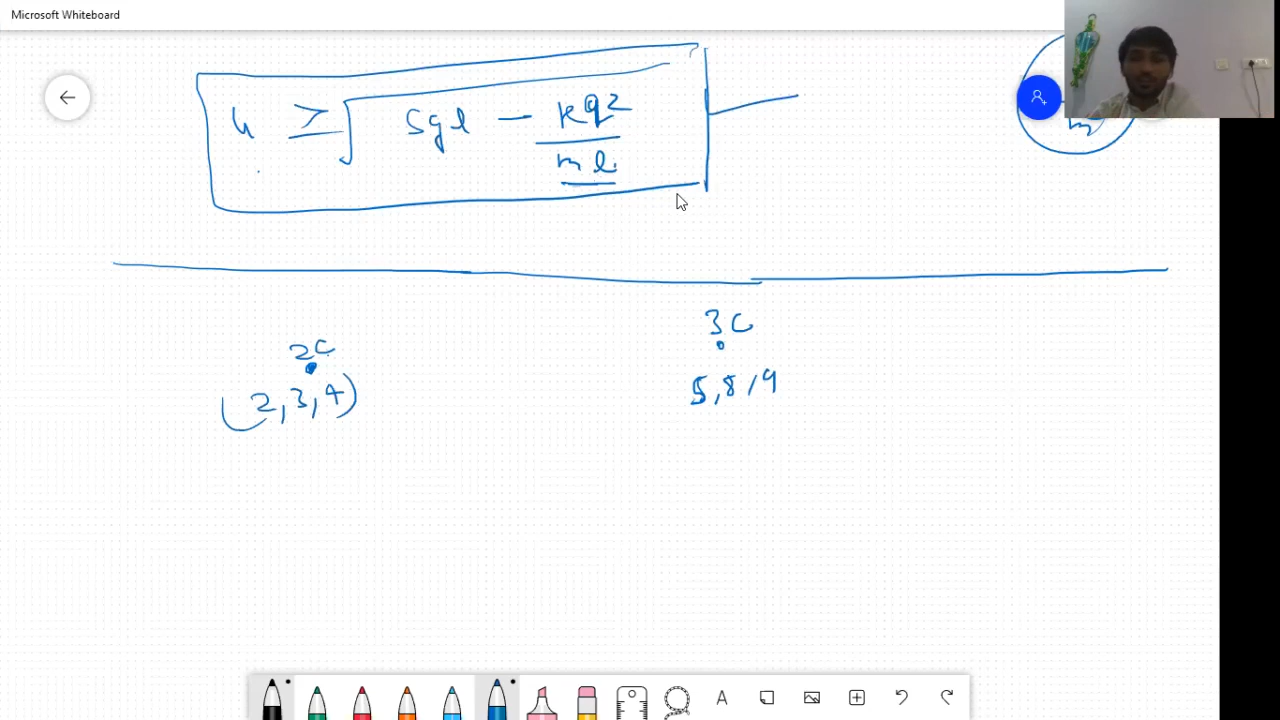 Microsoft Whiteboard
u ≥ √ 5gl - kq²
ml
m
2C
3C
(2,3,4)
5,8,9
A